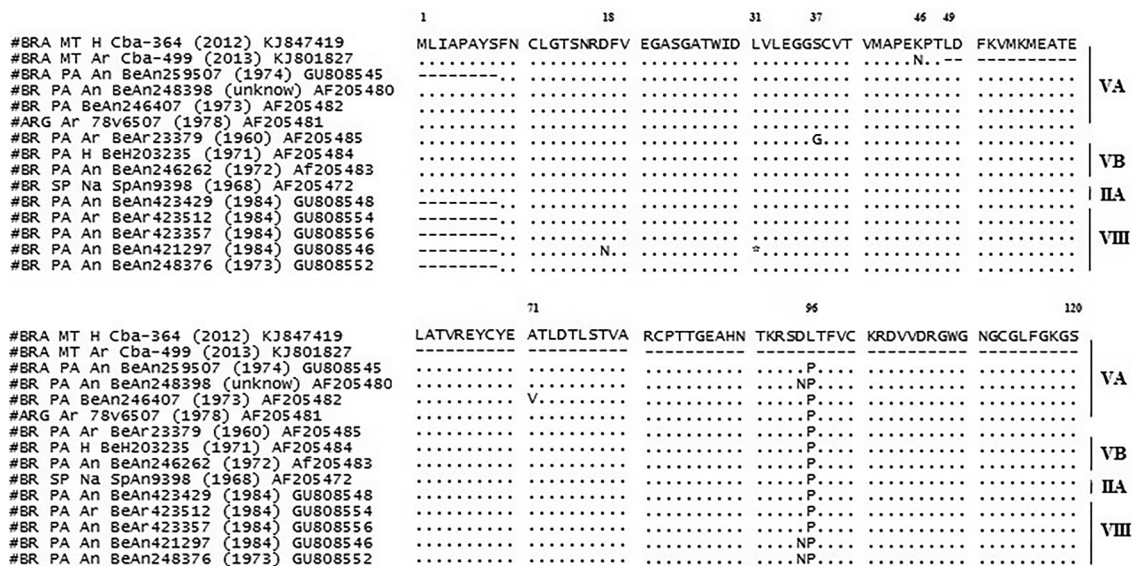 1 18 31 37 46 49
#BRA MT H Cba-364 (2012) KJ847419 MLIAPAYSFN CLGTSNRDFV EGASGATWID LVLEGGSCVT VMAPEKPTLD FKVMKMEATE
#BRA MT Ar Cba-499 (2013) KJ801827 .......... .......... .......... .......... .....N..-- ----------
#BRA PA An BeAn259507 (1974) GU808545 --------.. .......... .......... .......... .......... ..........
#BR PA An BeAn248398 (unknow) AF205480 .......... .......... .......... .......... .......... ..........
VA
#BR PA BeAn246407 (1973) AF205482 .......... .......... .......... .......... .......... ..........
#ARG Ar 78v6507 (1978) AF205481 .......... .......... .......... .......... .......... ..........
#BR PA Ar BeAr23379 (1960) AF205485 .......... .......... .......... ......G... .......... ..........
#BR PA H BeH203235 (1971) AF205484 .......... .......... .......... .......... .......... ..........
VB
#BR PA An BeAn246262 (1972) Af205483 .......... .......... .......... .......... .......... ..........
#BR SP Na SpAn9398 (1968) AF205472 .......... .......... .......... .......... .......... ..........
IIA
#BR PA An BeAn423429 (1984) GU808548 --------.. .......... .......... .......... .......... ..........
#BR PA Ar BeAr423512 (1984) GU808554 --------.. .......... .......... .......... .......... ..........
#BR PA An BeAr423357 (1984) GU808556 --------.. .......... .......... .......... .......... ..........
VIII
#BR PA An BeAn421297 (1984) GU808546 --------.. .......N.. .......... *......... .......... ..........
#BR PA An BeAn248376 (1973) GU808552 --------.. .......... .......... .......... .......... ..........
71 96 120
#BRA MT H Cba-364 (2012) KJ847419 LATVREYCYE ATLDTLSTVA RCPTTGEAHN TKRSDLTFVC KRDVVDRGWG NGCGLFGKGS
#BRA MT Ar Cba-499 (2013) KJ801827 ---------- ---------- ---------- ---------- ---------- ----------
#BRA PA An BeAn259507 (1974) GU808545 .......... .......... .......... .....P.... .......... ..........
#BR PA An BeAn248398 (unknow) AF205480 .......... .......... .......... ....NP.... .......... ..........
VA
#BR PA BeAn246407 (1973) AF205482 .......... V......... .......... .....P.... .......... ..........
#ARG Ar 78v6507 (1978) AF205481 .......... .......... .......... .....P.... .......... ..........
#BR PA Ar BeAr23379 (1960) AF205485 .......... .......... .......... .....P.... .......... ..........
#BR PA H BeH203235 (1971) AF205484 .......... .......... .......... .....P.... .......... ..........
VB
#BR PA An BeAn246262 (1972) Af205483 .......... .......... .......... .....P.... .......... ..........
#BR SP Na SpAn9398 (1968) AF205472 .......... .......... .......... .....P.... .......... ..........
IIA
#BR PA An BeAn423429 (1984) GU808548 .......... .......... .......... .....P.... .......... ..........
#BR PA Ar BeAr423512 (1984) GU808554 .......... .......... .......... .....P.... .......... ..........
#BR PA An BeAr423357 (1984) GU808556 .......... .......... .......... .....P.... .......... ..........
VIII
#BR PA An BeAn421297 (1984) GU808546 .......... .......... .......... ....NP.... .......... ..........
#BR PA An BeAn248376 (1973) GU808552 .......... .......... .......... ....NP.... .......... ..........